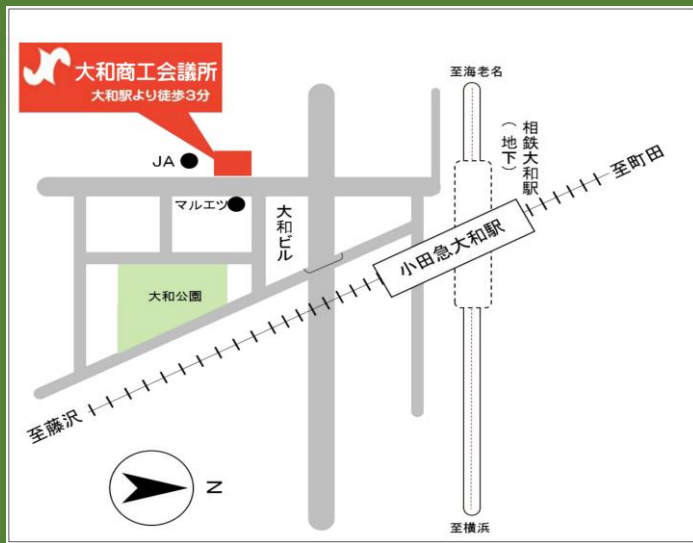 大和商工会議所
大和駅より徒歩3分
至海老名
相鉄大和駅
(地下)
至町田
JA
マルエツ
大和ビル
小田急大和駅
大和公園
至藤沢
N
至横浜